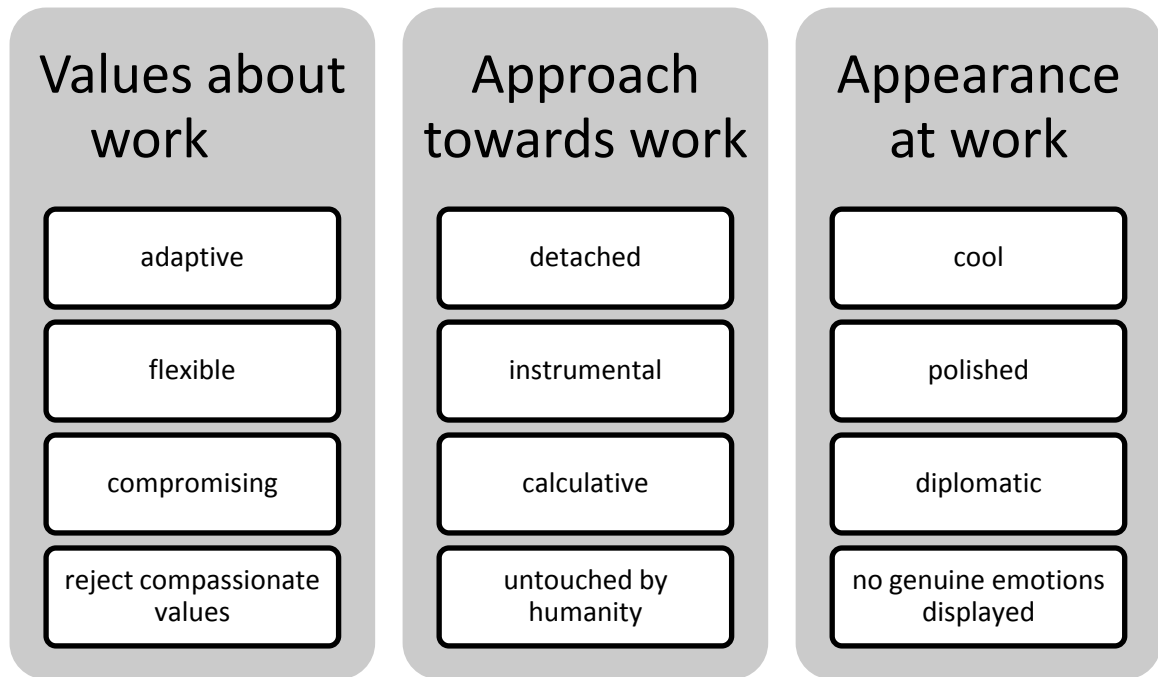 Values about
work
adaptive
flexible
compromising
reject compassionate
values
Approach
towards work
detached
instrumental
calculative
untouched by
humanity
Appearance
at work
cool
polished
diplomatic
no genuine emotions
displayed